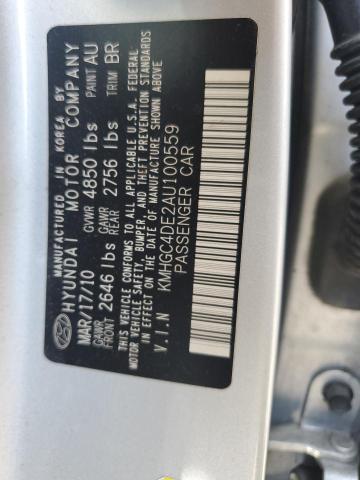 MANUFACTURED IN KOREA BY
HYUNDAI MOTOR COMPANY
MAR/17/10 GVWR 4850 lbs PAINT AU
GAWR FRONT 2646 lbs GAWR REAR 2756 lbs TRIM BR
THIS VEHICLE CONFORMS TO ALL APPLICABLE U.S.A. FEDERAL
MOTOR VEHICLE SAFETY, BUMPER, AND THEFT PREVENTION STANDARDS
IN EFFECT ON THE DATE OF MANUFACTURE SHOWN ABOVE
V.I.N KMHGC4DE2AU100559
PASSENGER CAR